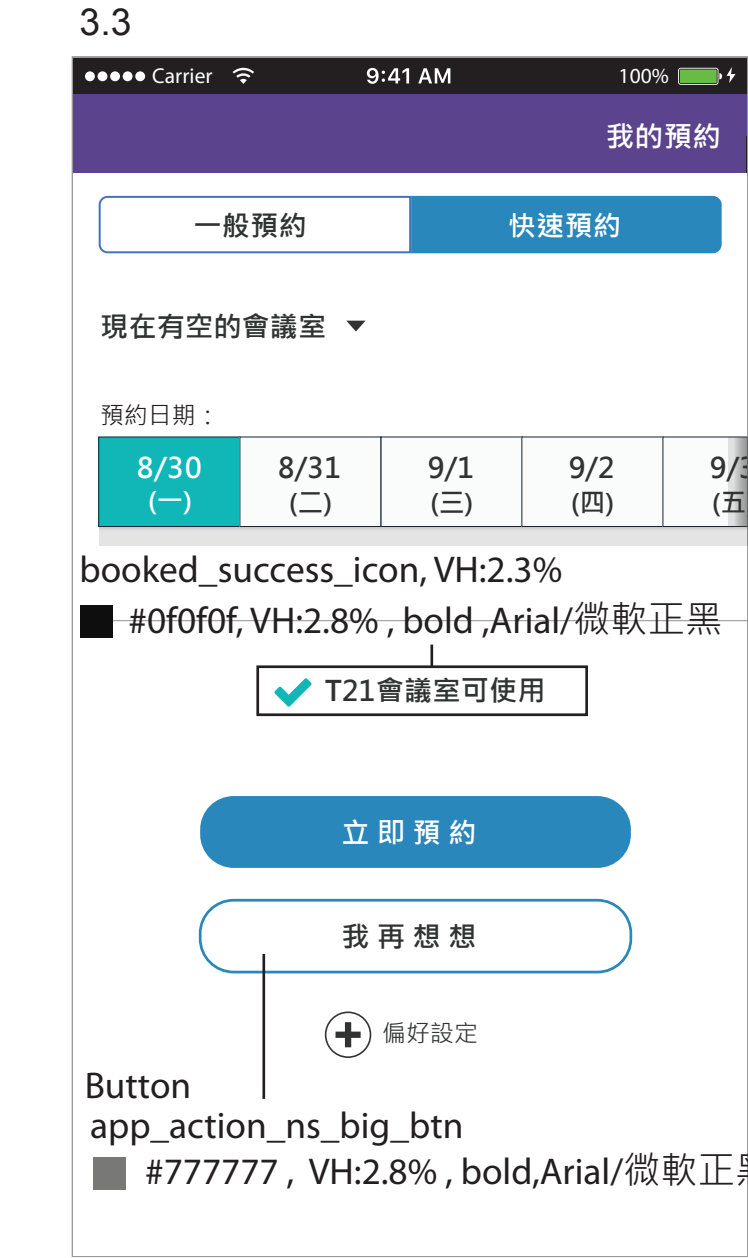 3.3
Carrier 9:41 AM 100%
我的預約
一般預約 快速預約
現在有空的會議室
預約日期：
8/30 8/31 9/1 9/2 9/3
(一) (二) (三) (四) (五
booked_success_icon, VH:2.3%
#0f0f0f, VH:2.8% , bold ,Arial/微軟正黑
T21會議室可使用
立即預約
我再想想
偏好設定
Button
app_action_ns_big_btn
#777777 , VH:2.8% , bold,Arial/微軟正黑